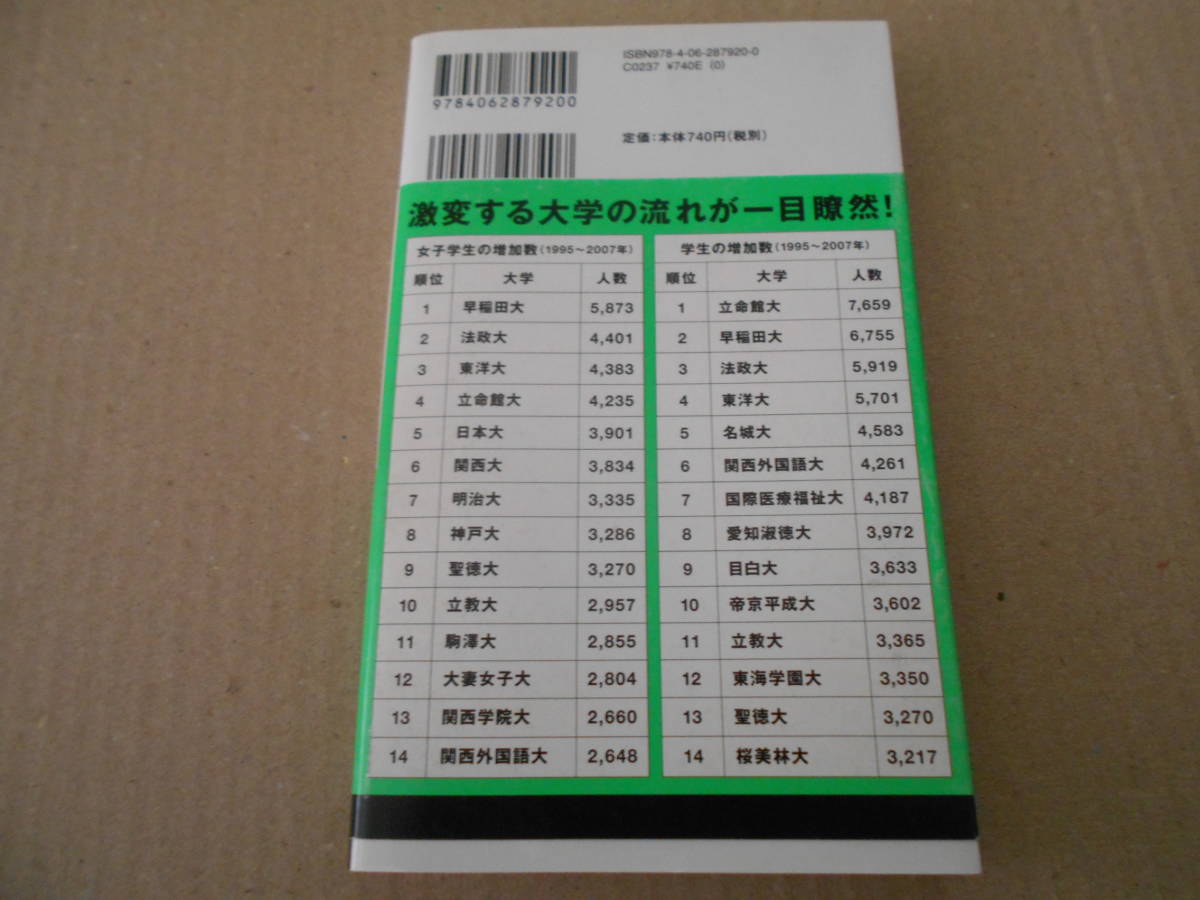 ISBN978-4-06-287920-0
C0237 ¥740E (0)
9784062879200
定価：本体740円(税別)
激変する大学の流れが一目瞭然！
女子学生の増加数(1995～2007年)
順位 大学 人数
1 早稲田大 5,873
2 法政大 4,401
3 東洋大 4,383
4 立命館大 4,235
5 日本大 3,901
6 関西大 3,834
7 明治大 3,335
8 神戸大 3,286
9 聖徳大 3,270
10 立教大 2,957
11 駒澤大 2,855
12 大妻女子大 2,804
13 関西学院大 2,660
14 関西外国語大 2,648
学生の増加数(1995～2007年)
順位 大学 人数
1 立命館大 7,659
2 早稲田大 6,755
3 法政大 5,919
4 東洋大 5,701
5 名城大 4,583
6 関西外国語大 4,261
7 国際医療福祉大 4,187
8 愛知淑徳大 3,972
9 目白大 3,633
10 帝京平成大 3,602
11 立教大 3,365
12 東海学園大 3,350
13 聖徳大 3,270
14 桜美林大 3,217